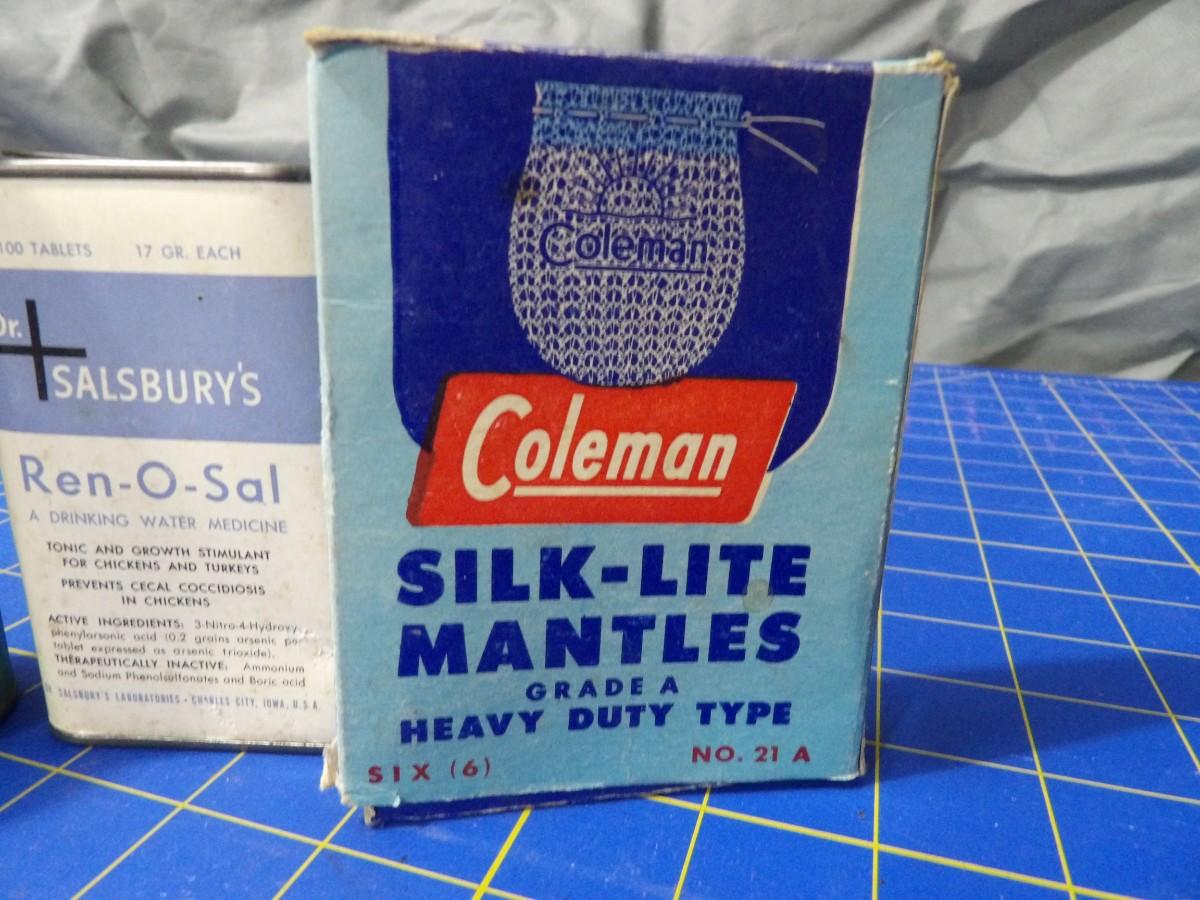 100 TABLETS 17 GR. EACH
Dr.
SALSBURY'S
Ren-O-Sal
A DRINKING WATER MEDICINE
TONIC AND GROWTH STIMULANT
FOR CHICKENS AND TURKEYS
PREVENTS CECAL COCCIDIOSIS
IN CHICKENS
ACTIVE INGREDIENTS: 3-Nitro-4-Hydroxy-
phenylarsonic acid (0.2 grains arsenic per
tablet expressed as arsenic trioxide).
THERAPEUTICALLY INACTIVE: Ammonium
and Sodium Phenolsulfonates and Boric acid
SALSBURY'S LABORATORIES - CHARLES CITY, IOWA, U.S.A.
Coleman
Coleman
SILK-LITE
MANTLES
GRADE A
HEAVY DUTY TYPE
SIX (6) NO. 21 A